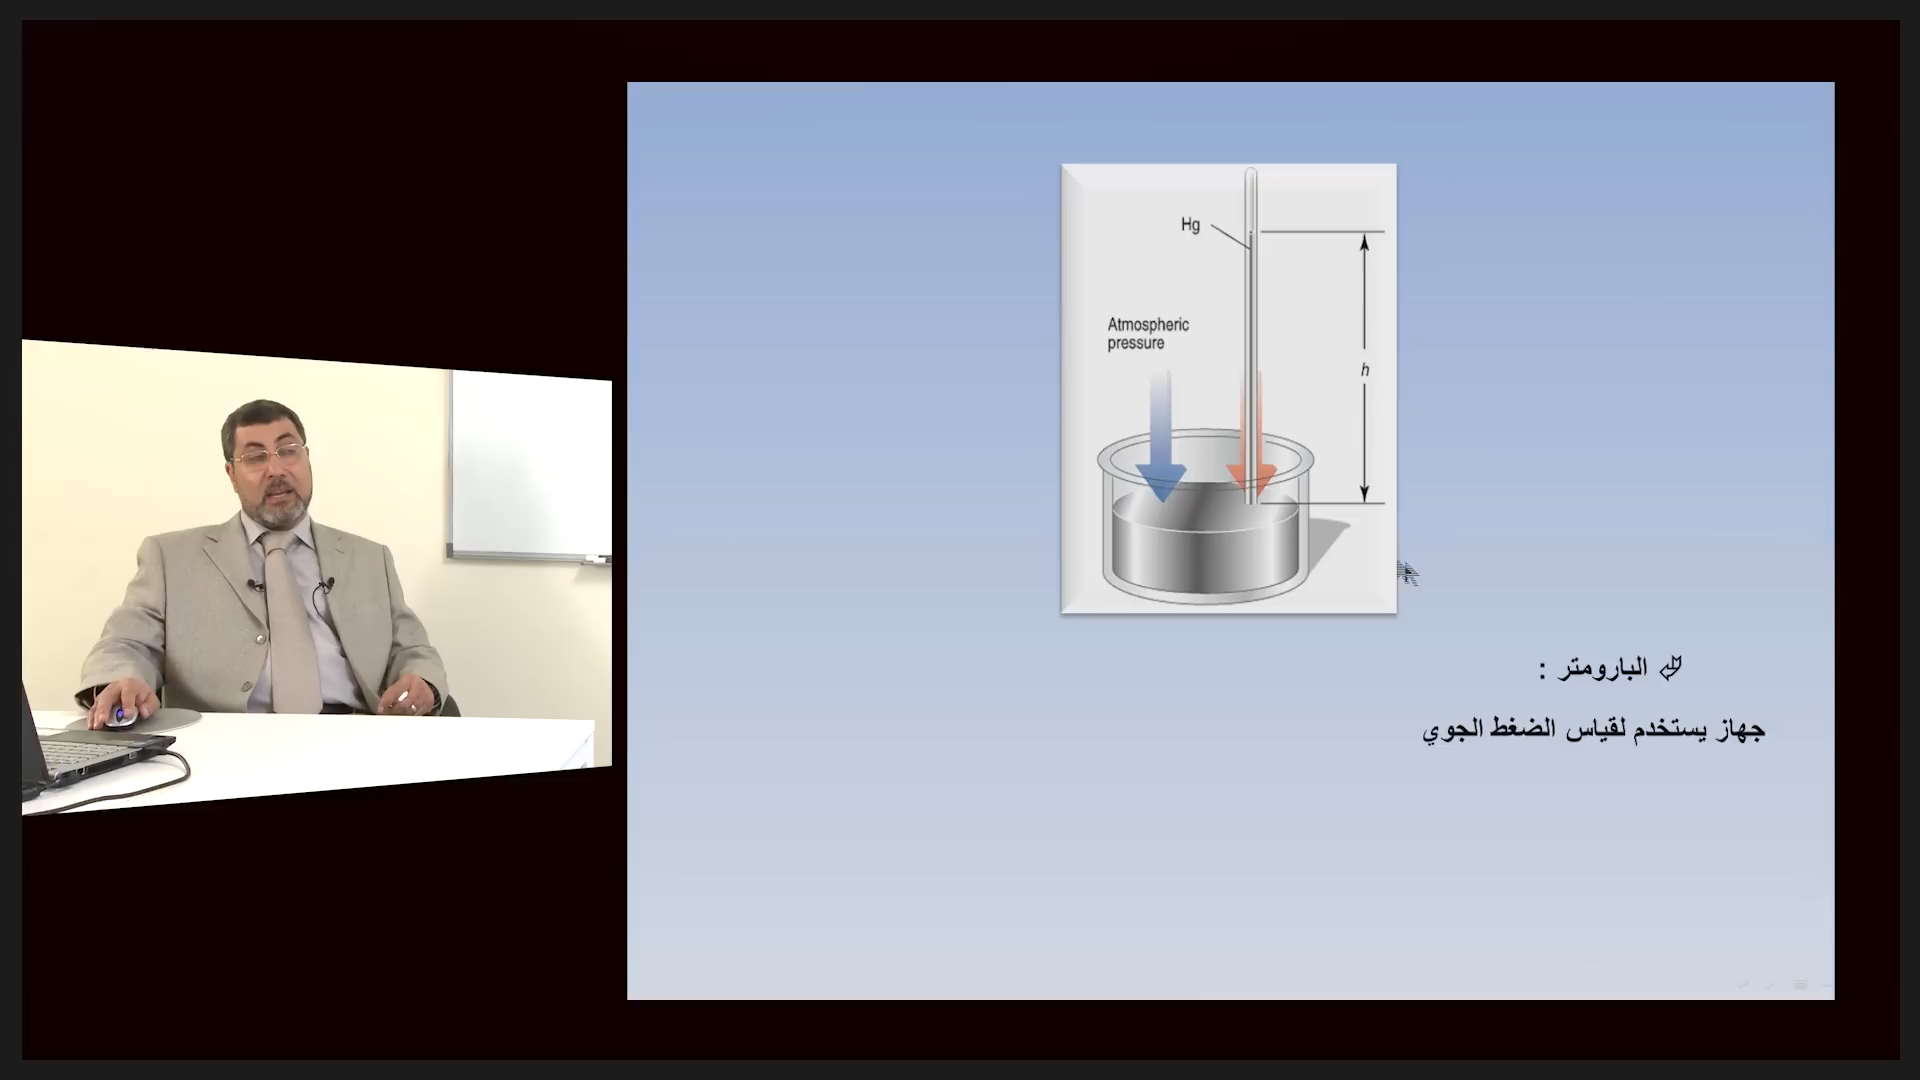 Hg
Atmospheric
pressure
h
البارومتر :
جهاز يستخدم لقياس الضغط الجوي